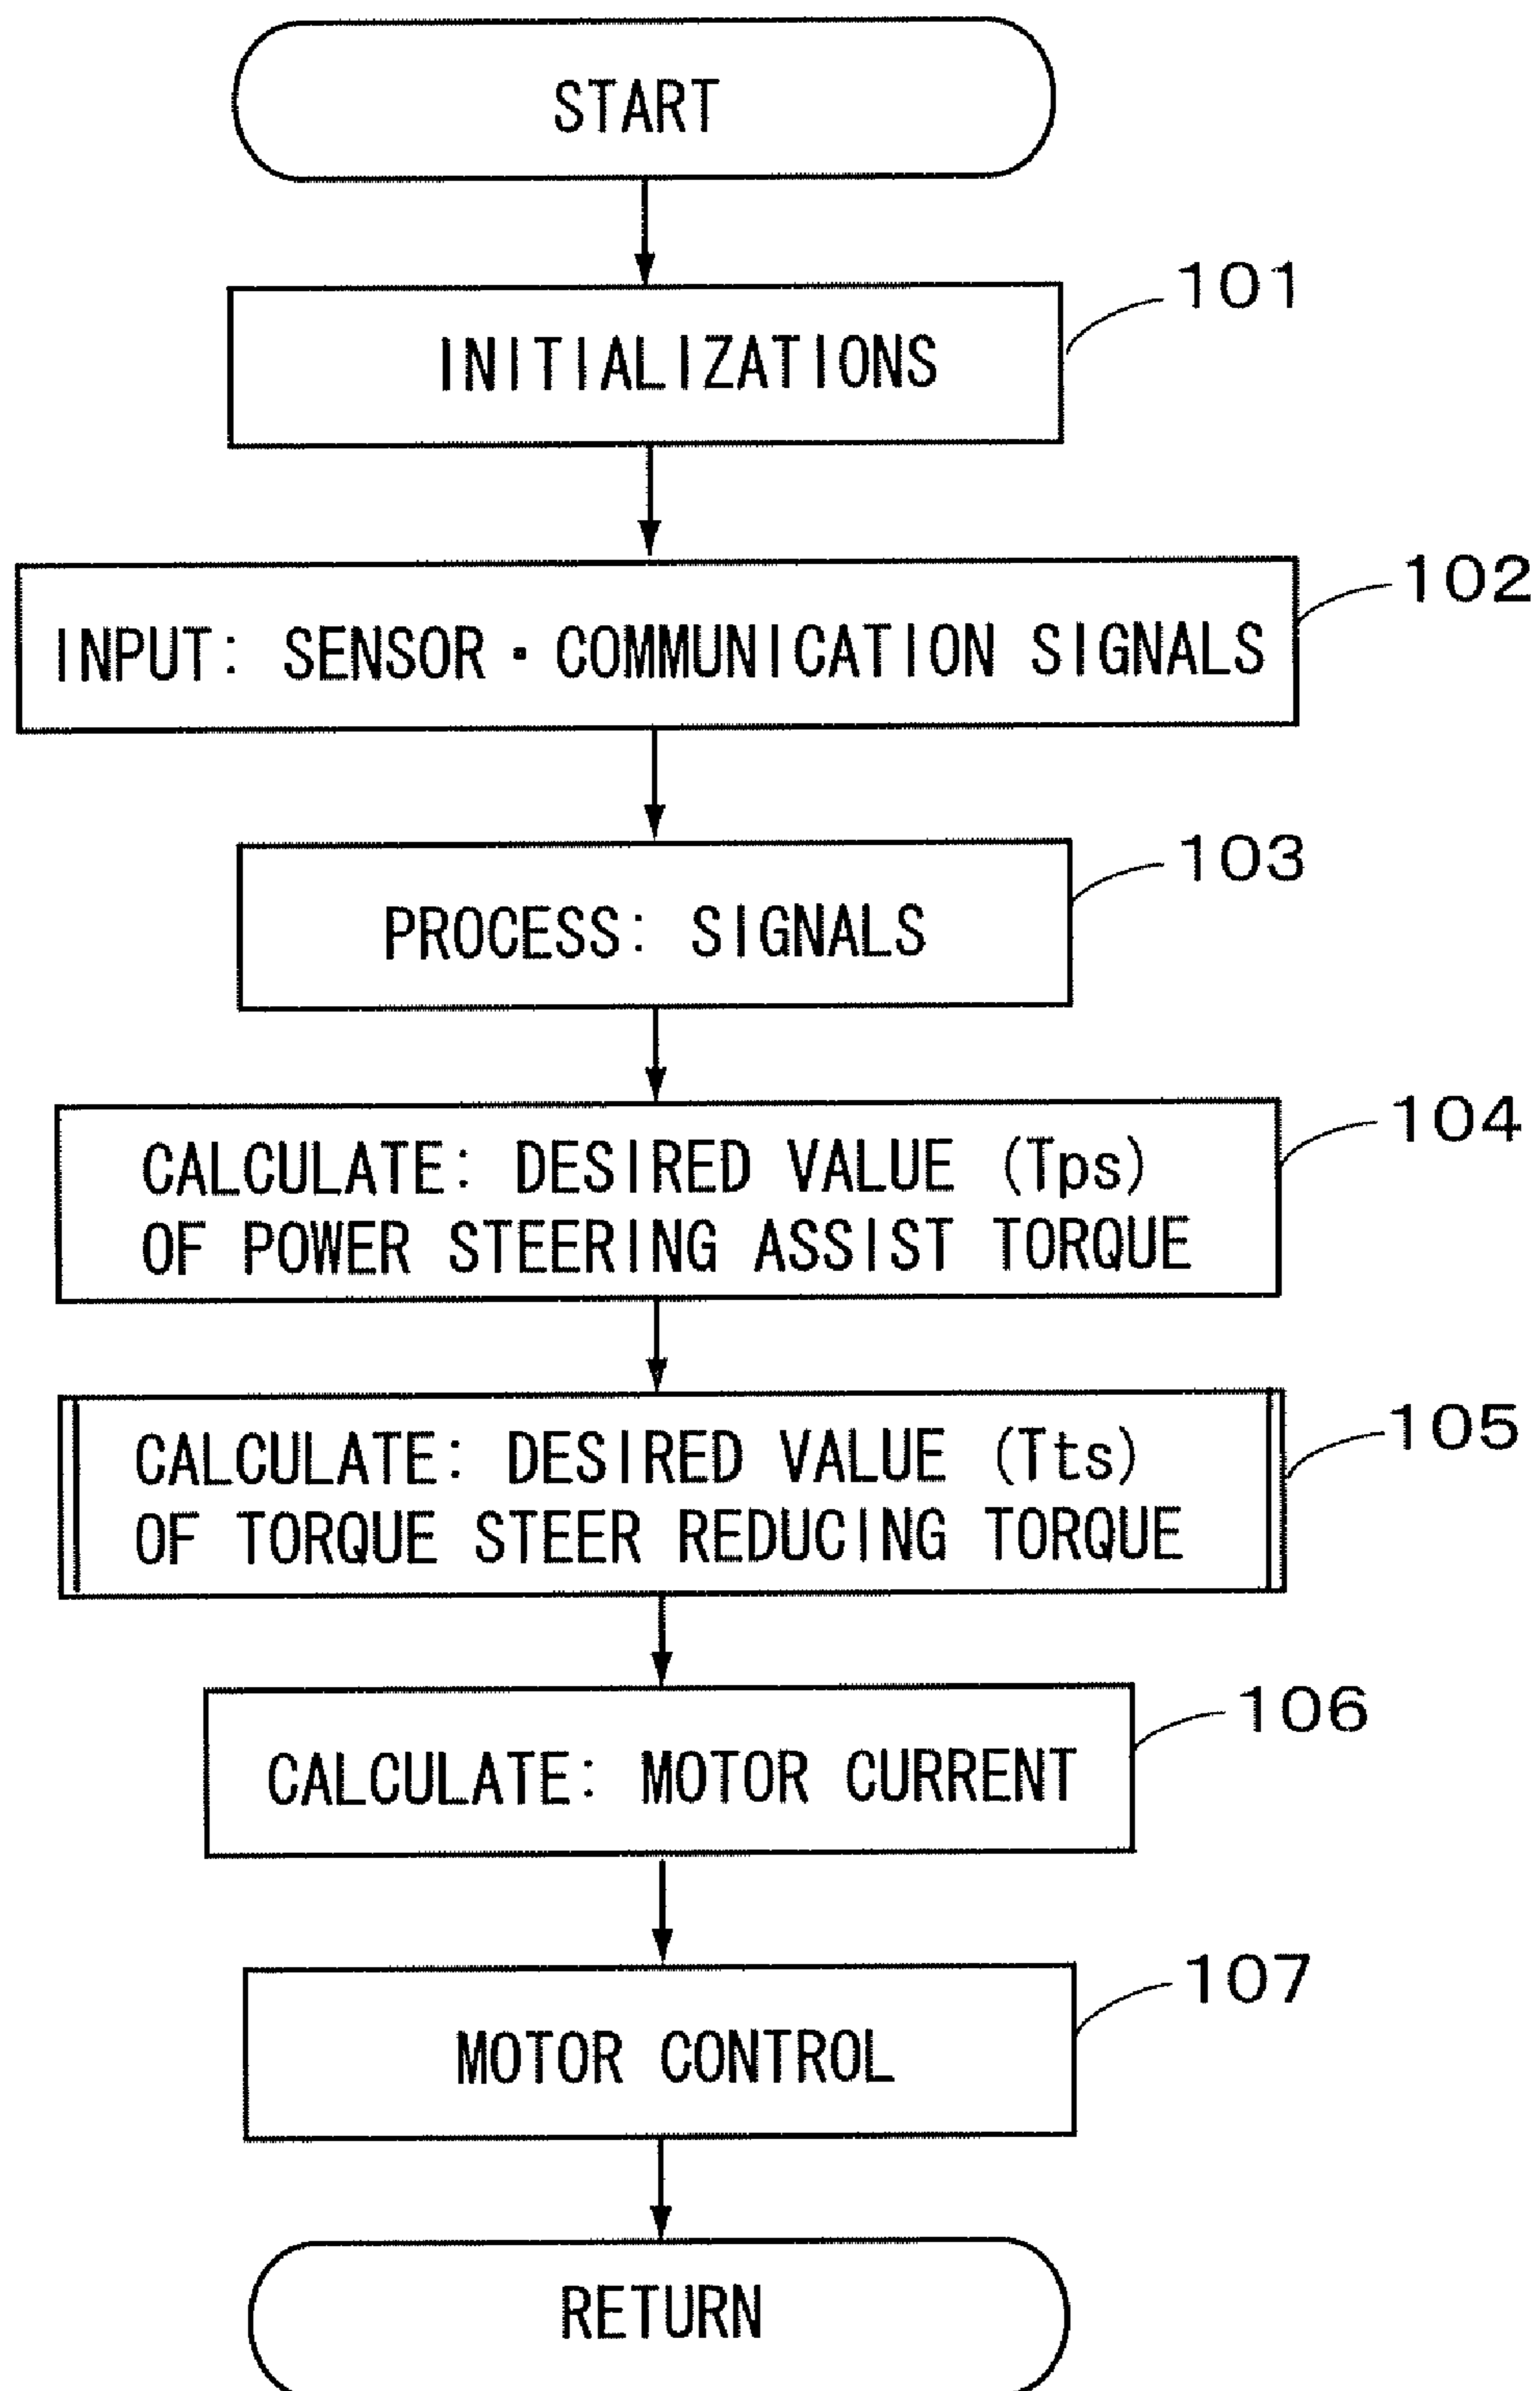 START
101
INITIALIZATIONS
102
INPUT: SENSOR・COMMUNICATION SIGNALS
103
PROCESS: SIGNALS
104
CALCULATE: DESIRED VALUE (Tps)
OF POWER STEERING ASSIST TORQUE
105
CALCULATE: DESIRED VALUE (Tts)
OF TORQUE STEER REDUCING TORQUE
106
CALCULATE: MOTOR CURRENT
107
MOTOR CONTROL
RETURN